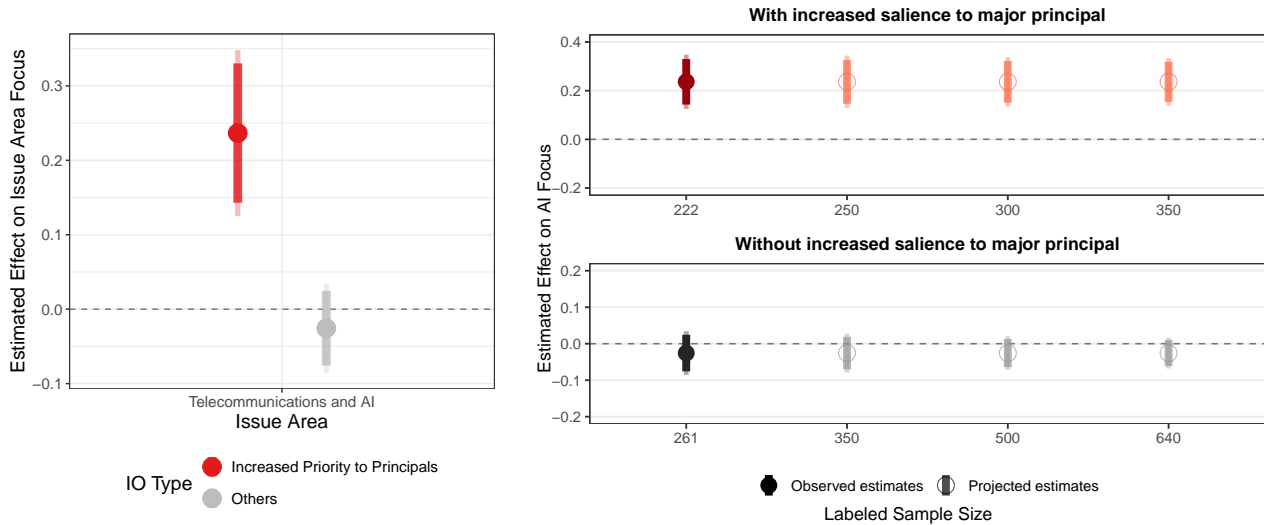 Estimated Effect on Issue Area Focus
0.3
0.2
0.1
0.0
−0.1
Telecommunications and AI
Issue Area
IO Type
Increased Priority to Principals
Others
Estimated Effect on AI Focus
With increased salience to major principal
0.4
0.2
0.0
−0.2
222 250 300 350
Without increased salience to major principal
0.2
0.1
0.0
−0.1
−0.2
261 350 500 640
Observed estimates Projected estimates
Labeled Sample Size